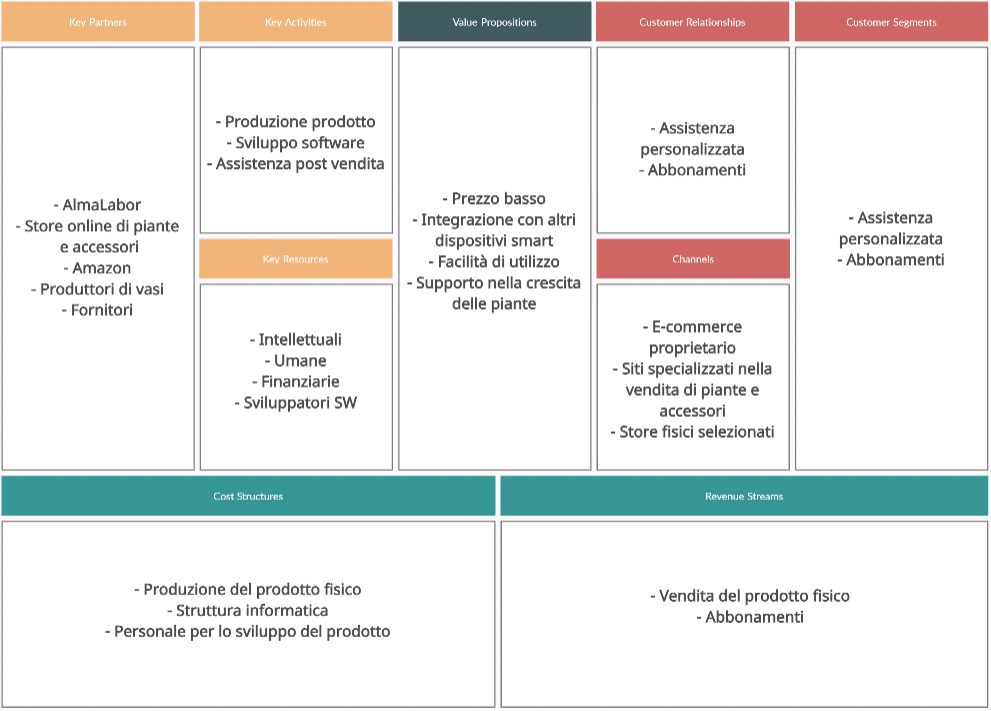 Key Partners
- AlmaLabor
- Store online di piante
e accessori
- Amazon
- Produttori di vasi
- Fornitori
Key Activities
- Produzione prodotto
- Sviluppo software
- Assistenza post vendita
Key Resources
- Intellettuali
- Umane
- Finanziarie
- Sviluppatori SW
Value Propositions
- Prezzo basso
- Integrazione con altri
dispositivi smart
- Facilità di utilizzo
- Supporto nella crescita
delle piante
Customer Relationships
- Assistenza
personalizzata
- Abbonamenti
Channels
- E-commerce
proprietario
- Siti specializzati nella
vendita di piante e
accessori
- Store fisici selezionati
Customer Segments
- Assistenza
personalizzata
- Abbonamenti
Cost Structures
- Produzione del prodotto fisico
- Struttura informatica
- Personale per lo sviluppo del prodotto
Revenue Streams
- Vendita del prodotto fisico
- Abbonamenti